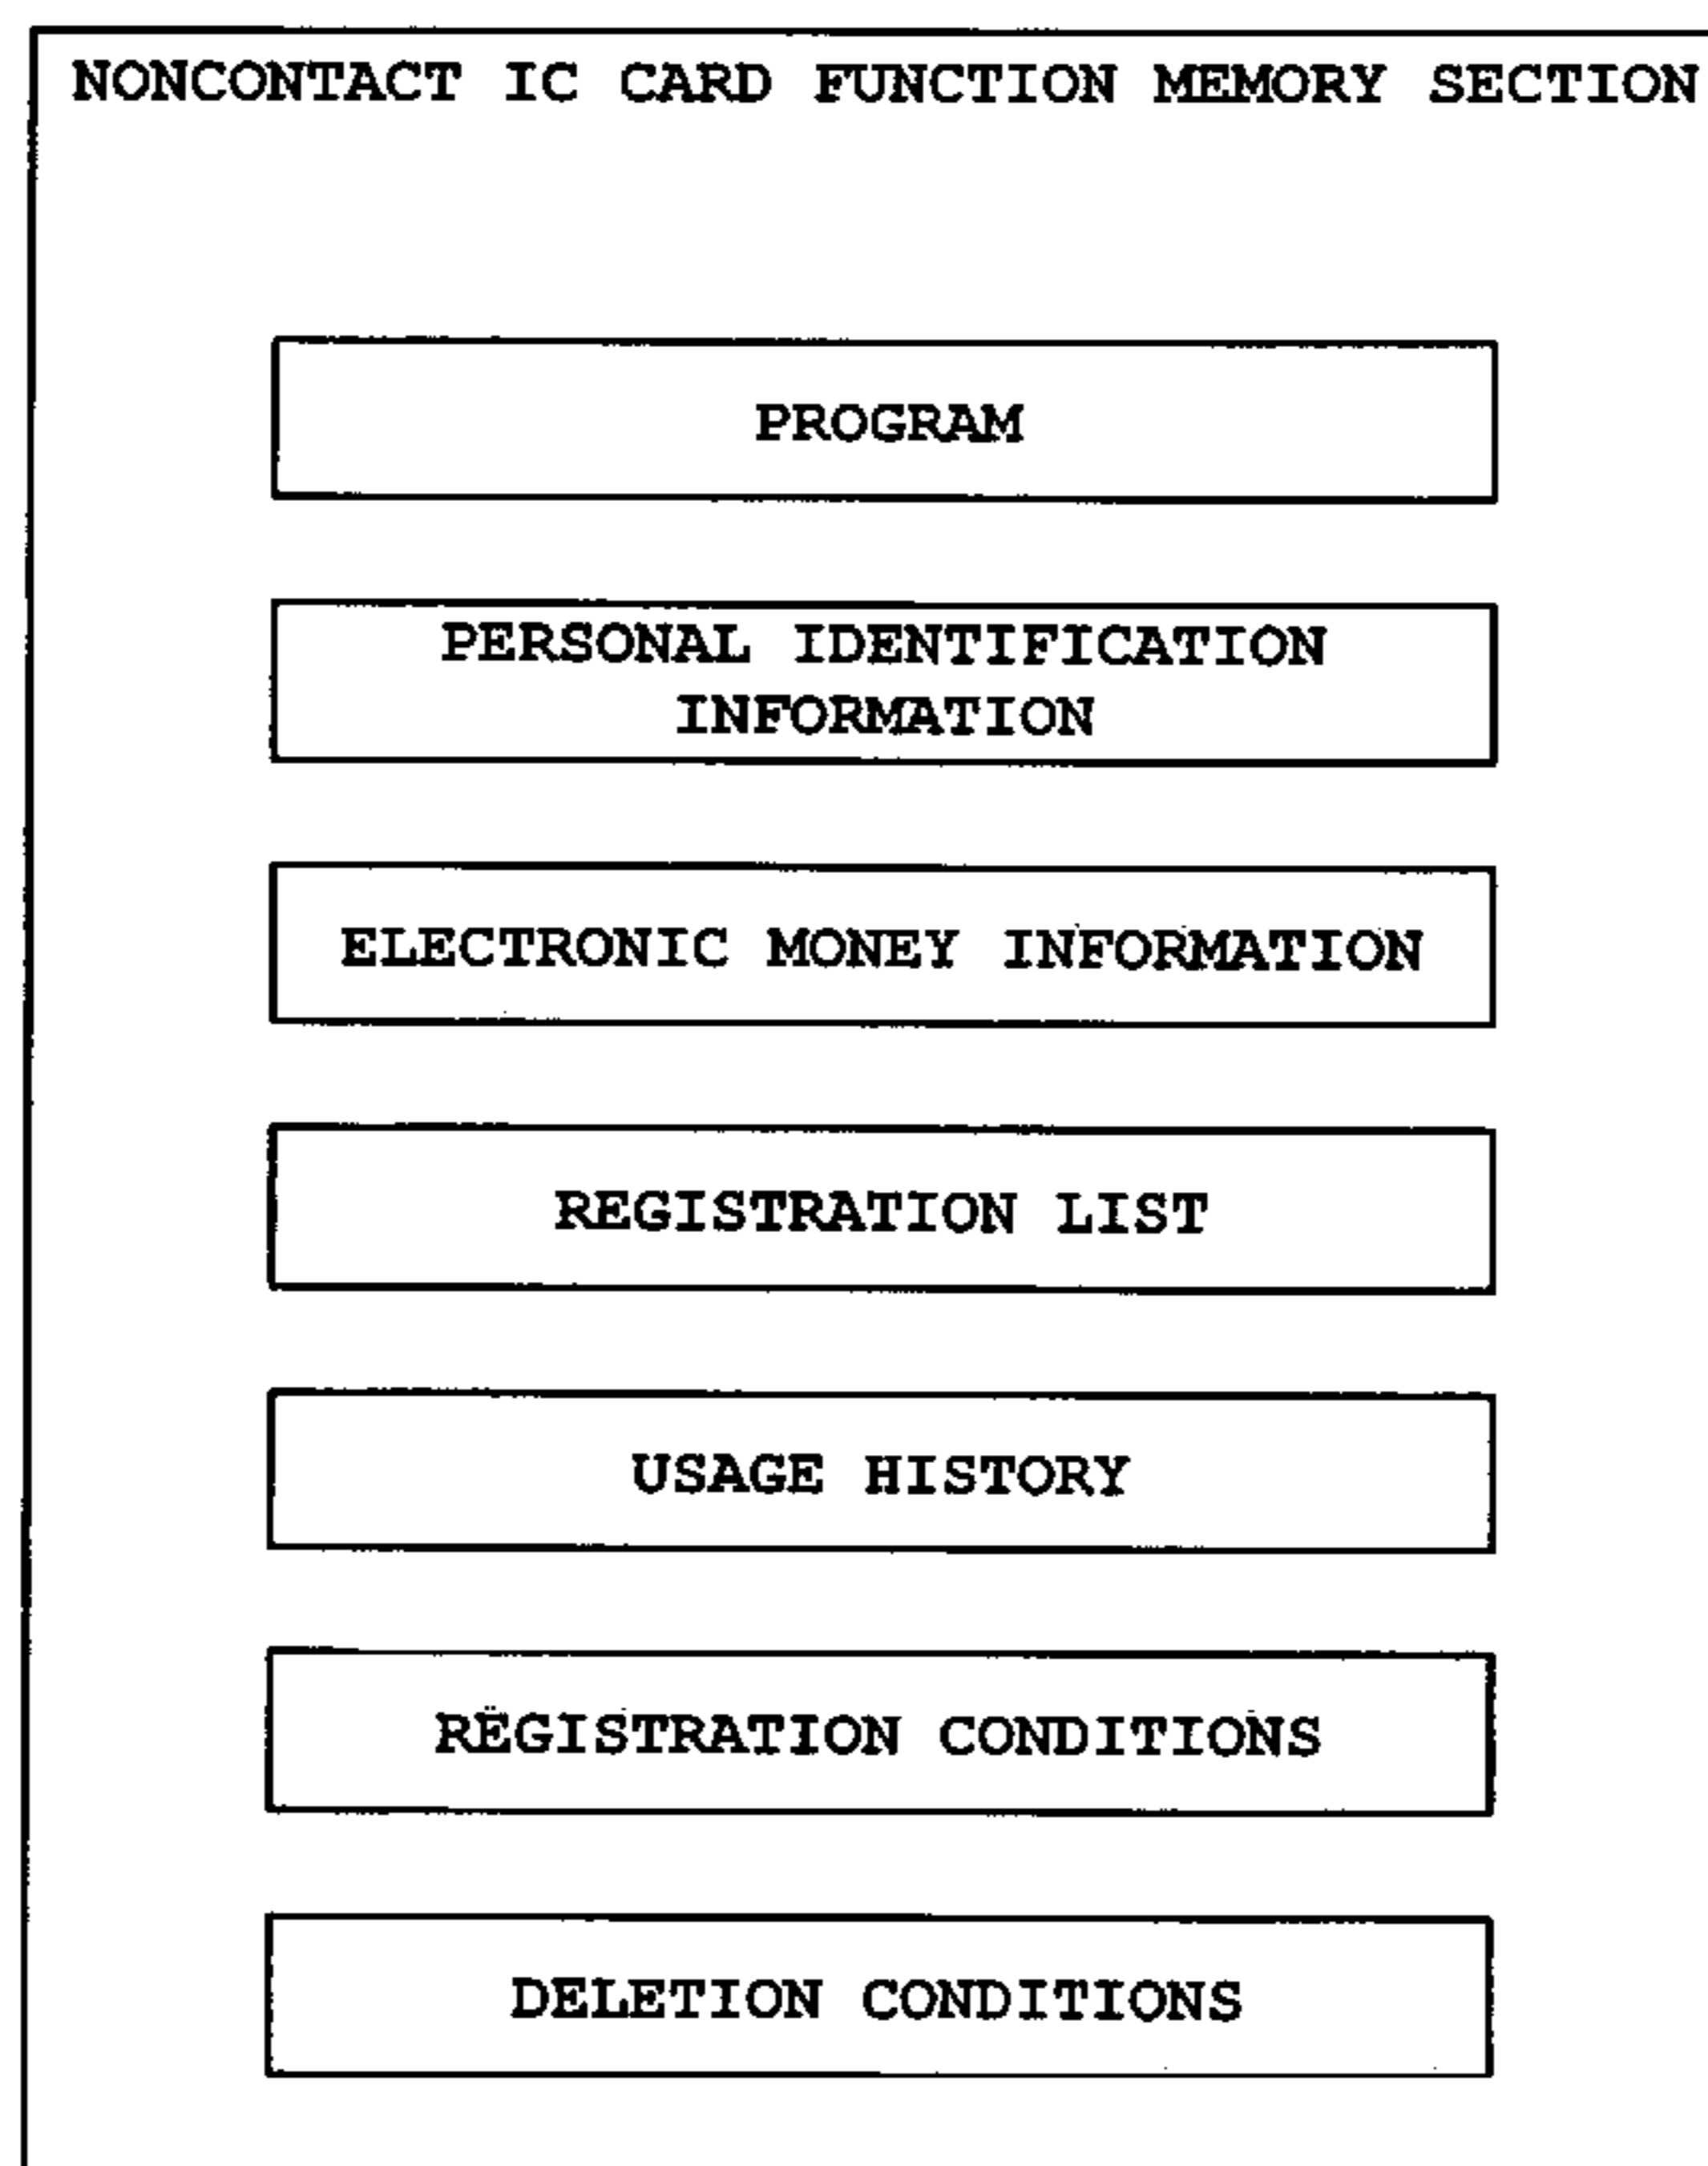 NONCONTACT IC CARD FUNCTION MEMORY SECTION
PROGRAM
PERSONAL IDENTIFICATION
INFORMATION
ELECTRONIC MONEY INFORMATION
REGISTRATION LIST
USAGE HISTORY
REGISTRATION CONDITIONS
DELETION CONDITIONS